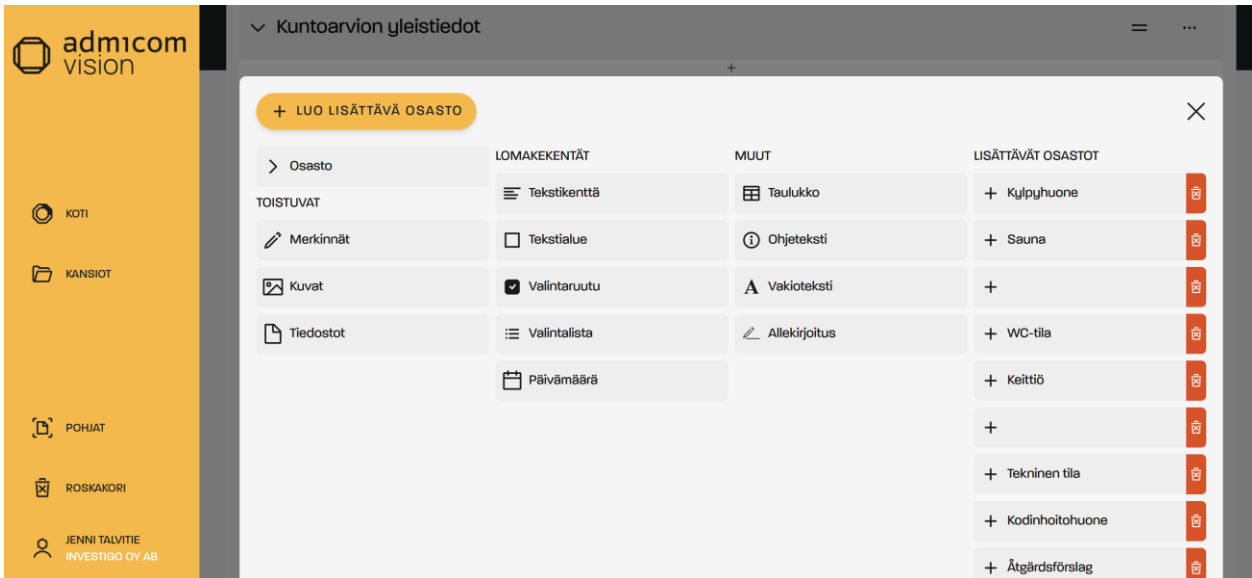 admicom
vision
KOTI
KANSIOT
POHJAT
ROSKAKORI
JENNI TALVITIE
INVESTIGO OY AB
Kuntoarvion yleistiedot
+ LUO LISÄTTÄVÄ OSASTO
Osasto
TOISTUVAT
Merkinnät
Kuvat
Tiedostot
LOMAKEKENTÄT
Tekstikenttä
Tekstialue
Valintaruutu
Valintalista
Päivämäärä
MUUT
Taulukko
Ohjeteksti
A Vakioteksti
Allekirjoitus
LISÄTTÄVÄT OSASTOT
+ Kylpyhuone
+ Sauna
+
+ WC-tila
+ Keittiö
+
+ Tekninen tila
+ Kodinhoitohuone
+ Åtgärdsförslag